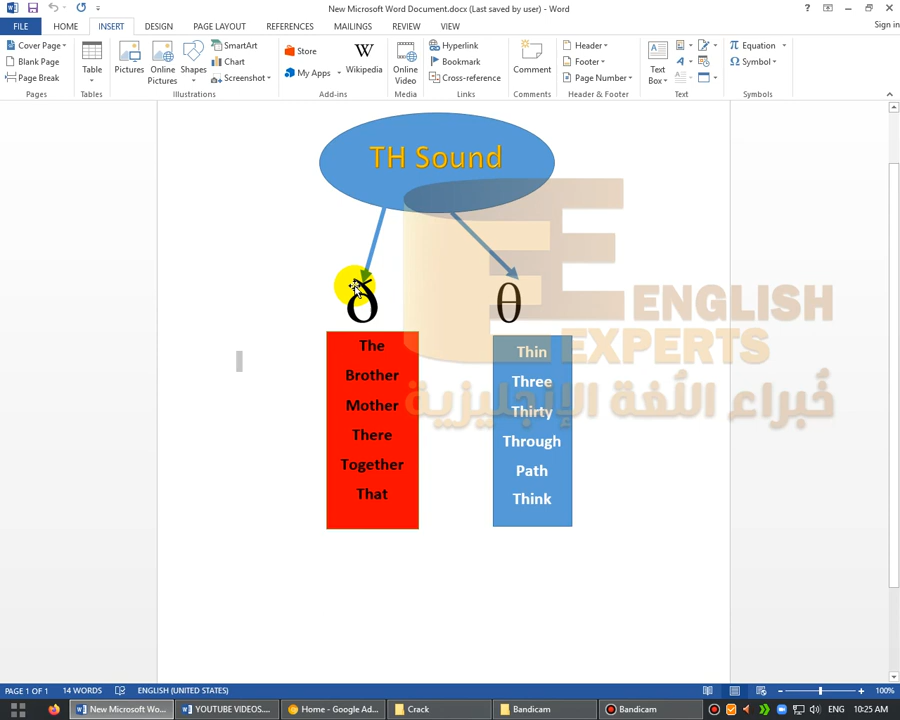 New Microsoft Word Document.docx (Last saved by user) - Word
Sign in
FILE HOME INSERT DESIGN PAGE LAYOUT REFERENCES MAILINGS REVIEW VIEW
Cover Page
Blank Page
Page Break
Pages
Table
Tables
Pictures
Online Pictures
Shapes
SmartArt
Chart
Screenshot
Illustrations
Store
My Apps
Wikipedia
Add-ins
Online Video
Media
Hyperlink
Bookmark
Cross-reference
Links
Comment
Comments
Header
Footer
Page Number
Header & Footer
Text Box
Text
Equation
Symbol
Symbols
TH Sound
ð
θ
The
Brother
Mother
There
Together
That
Thin
Three
Thirty
Through
Path
Think
ENGLISH
EXPERTS
خُبراء اللُغة الإنجليزية
PAGE 1 OF 1 14 WORDS ENGLISH (UNITED STATES) 100%
New Microsoft Wo... YOUTUBE VIDEOS.... Home - Google Ad... Crack Bandicam Bandicam ENG 10:25 AM